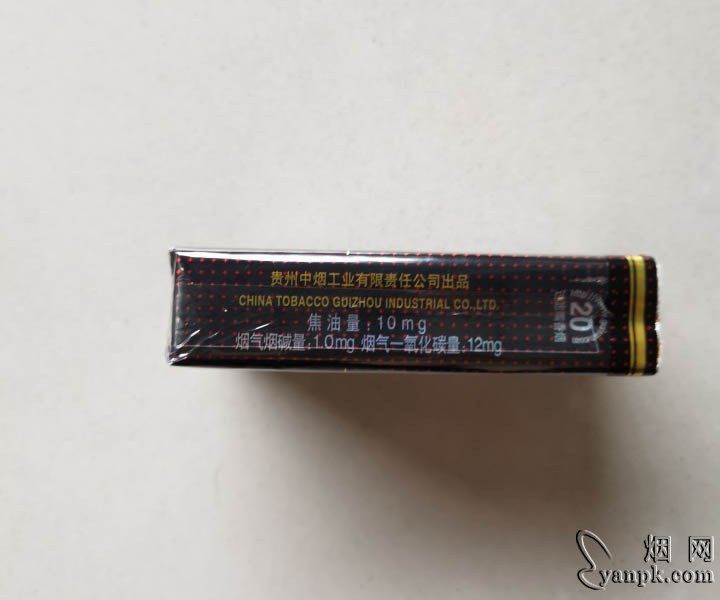 贵州中烟工业有限责任公司出品
CHINA TOBACCO GUIZHOU INDUSTRIAL CO.,LTD.
焦油量:10mg
烟气烟碱量:1.0mg 烟气一氧化碳量:12mg
20
烟网
yanpk.com